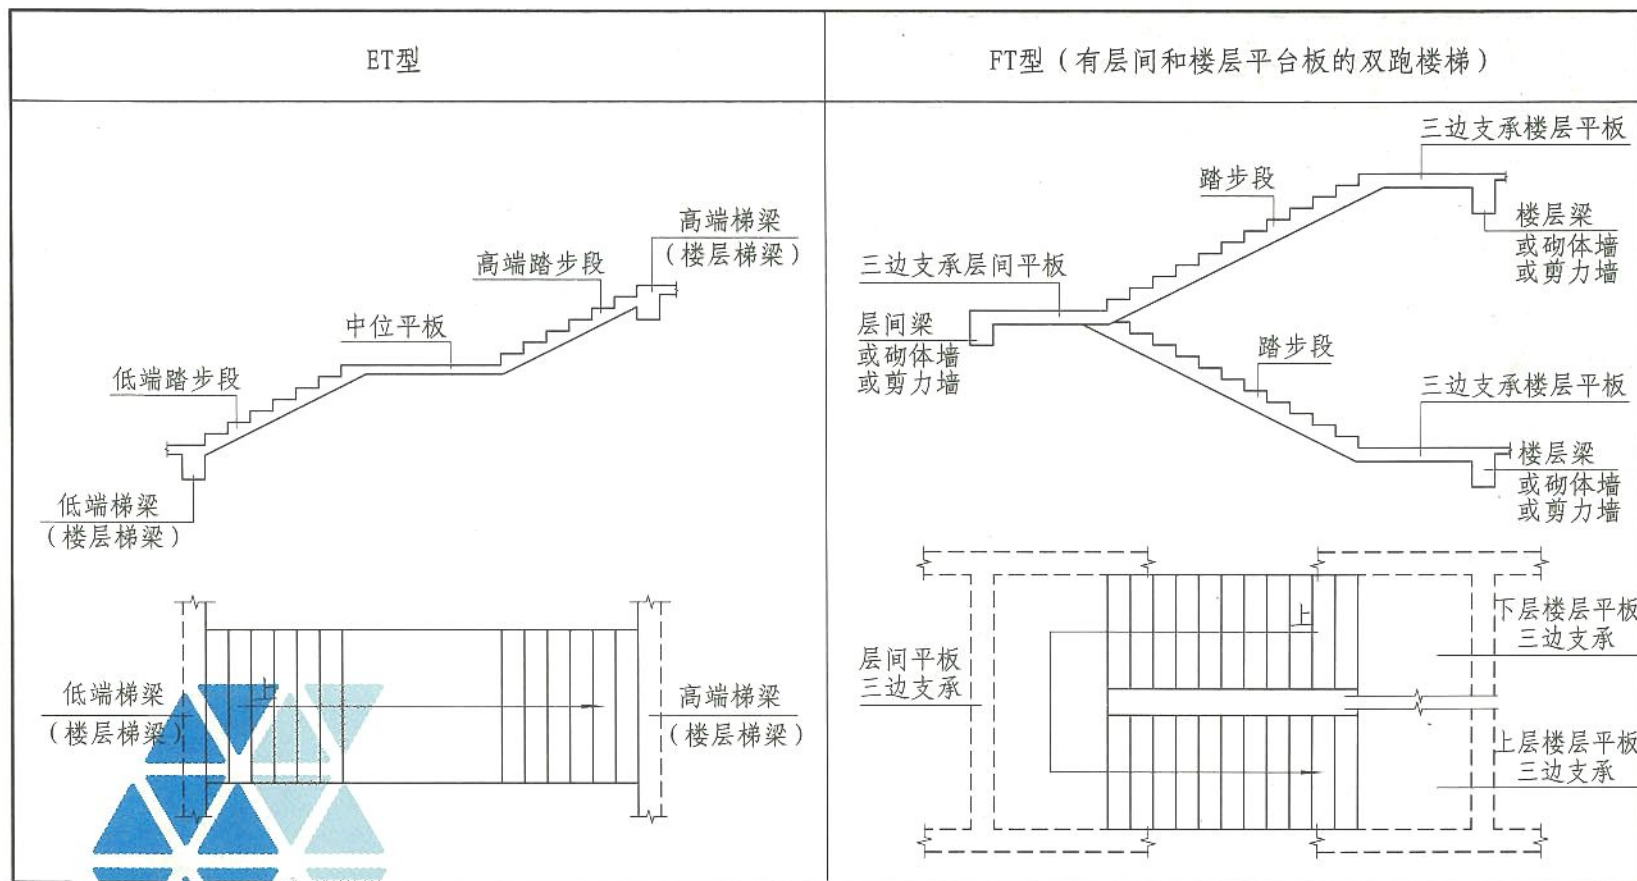 ET型
高端梯梁
(楼层梯梁)
高端踏步段
中位平板
低端踏步段
低端梯梁
(楼层梯梁)
上
低端梯梁
(楼层梯梁)
高端梯梁
(楼层梯梁)
FT型(有层间和楼层平台板的双跑楼梯)
三边支承楼层平板
踏步段
楼层梁
或砌体墙
或剪力墙
三边支承层间平板
层间梁
或砌体墙
或剪力墙
踏步段
三边支承楼层平板
楼层梁
或砌体墙
或剪力墙
上
下层楼层平板
三边支承
层间平板
三边支承
上层楼层平板
三边支承